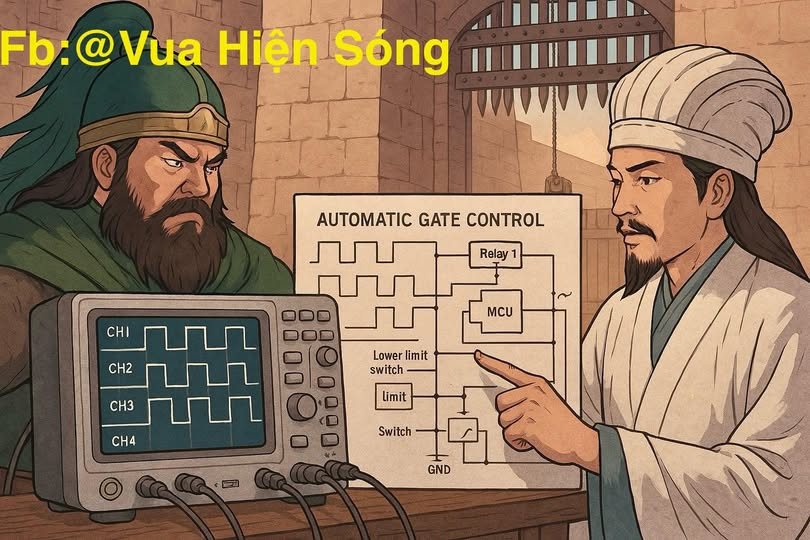 Fb:@Vua Hiện Sóng
AUTOMATIC GATE CONTROL
Relay 1
MCU
Lower limit
switch
limit
Switch
GND
CH1
CH2
CH3
CH4